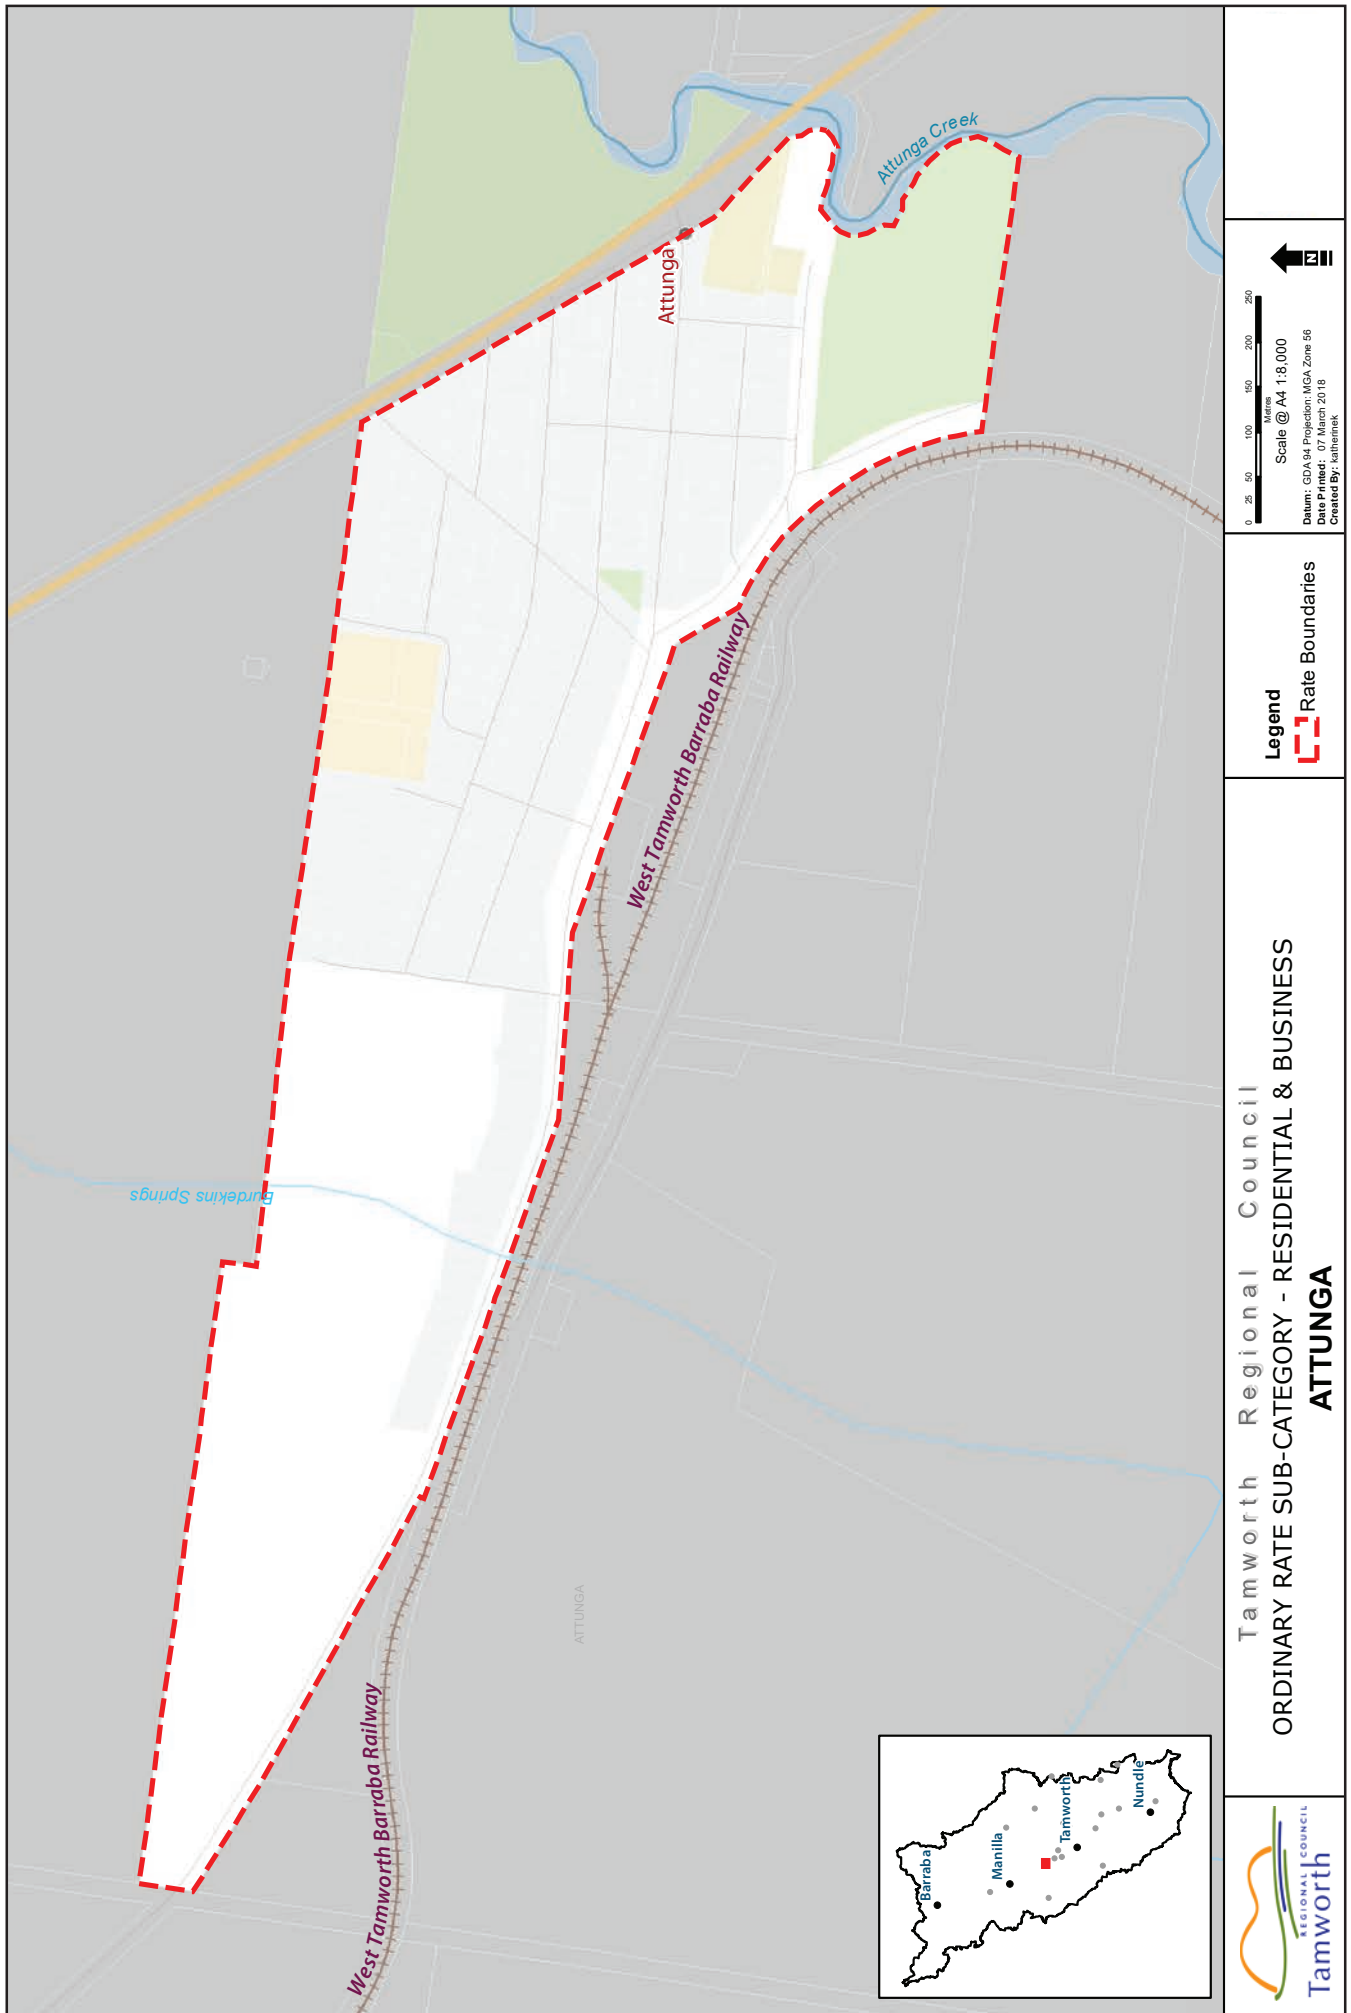 Burdekins Springs
Attunga Creek
Attunga
West Tamworth Barraba Railway
West Tamworth Barraba Railway
ATTUNGA
Barraba
Manilla
Tamworth
Nundle
REGIONAL COUNCIL
Tamworth
Tamworth Regional Council
ORDINARY RATE SUB-CATEGORY - RESIDENTIAL & BUSINESS
ATTUNGA
Legend
Rate Boundaries
0 25 50 100 150 200 250
Metres
Scale @ A4 1:8,000
Datum: GDA 94 Projection: MGA Zone 56
Date Printed: 07 March 2018
Created By: katherinek
N